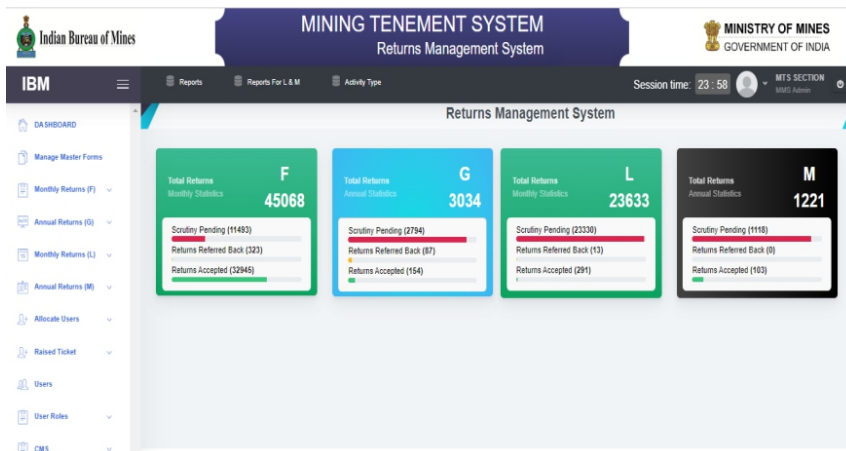 Indian Bureau of Mines
MINING TENEMENT SYSTEM
Returns Management System
MINISTRY OF MINES
GOVERNMENT OF INDIA
IBM
Reports
Reports For L & M
Activity Type
Session time: 23 : 58
MTS SECTION
MMS Admin
Returns Management System
DASHBOARD
Manage Master Forms
Monthly Returns (F)
Annual Returns (G)
Monthly Returns (L)
Annual Returns (M)
Allocate Users
Raised Ticket
Users
User Roles
CMS
Total Returns
Monthly Statistics
F
45068
Scrutiny Pending (11493)
Returns Referred Back (323)
Returns Accepted (32945)
Total Returns
Annual Statistics
G
3034
Scrutiny Pending (2794)
Returns Referred Back (87)
Returns Accepted (154)
Total Returns
Monthly Statistics
L
23633
Scrutiny Pending (23330)
Returns Referred Back (13)
Returns Accepted (291)
Total Returns
Annual Statistics
M
1221
Scrutiny Pending (1118)
Returns Referred Back (0)
Returns Accepted (103)